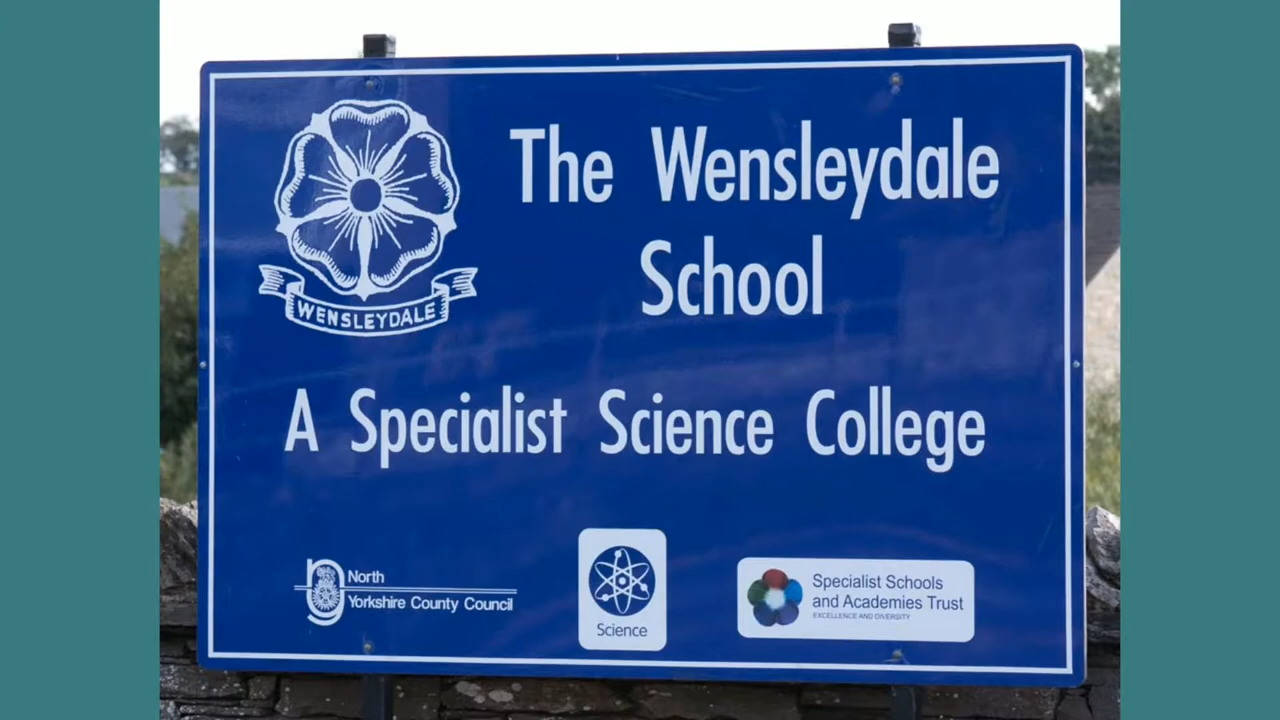 The Wensleydale
School
WENSLEYDALE
A Specialist Science College
North
Yorkshire County Council
Science
Specialist Schools
and Academies Trust
EXCELLENCE AND DIVERSITY